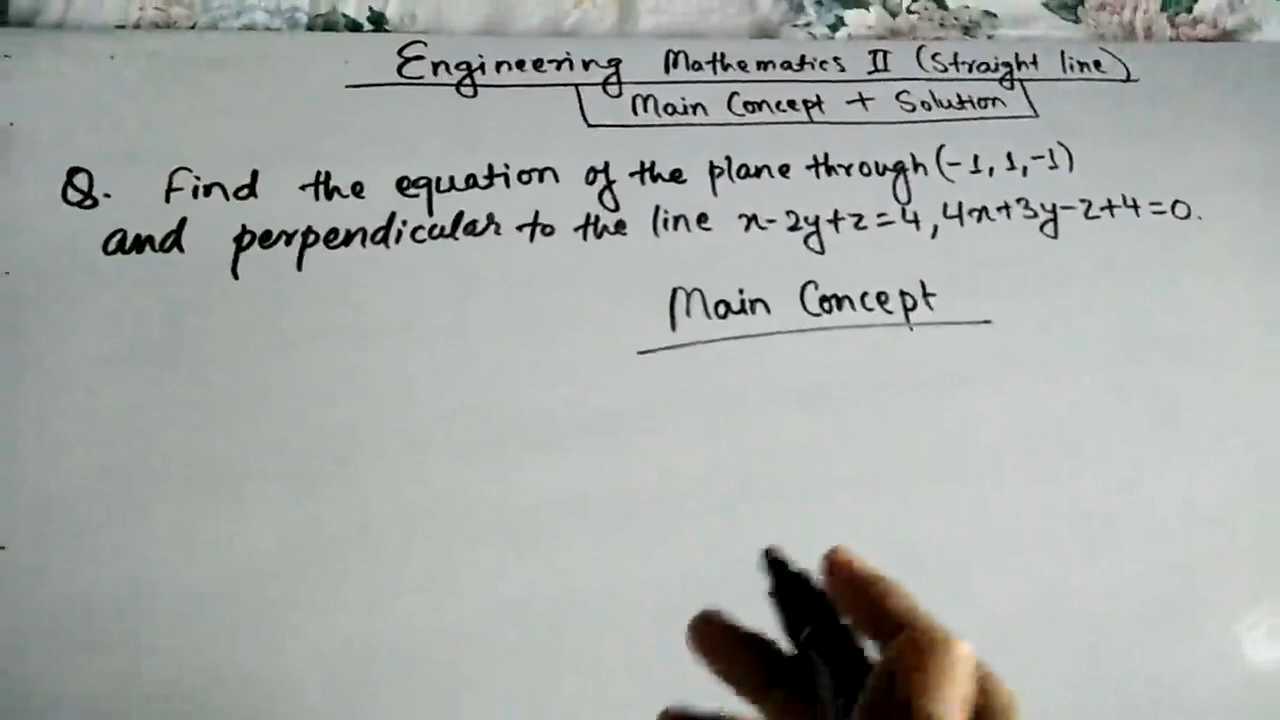 Engineering Mathematics II (Straight line)
Main Concept + Solution
Q. Find the equation of the plane through (-1, 1, -1)
and perpendicular to the line x-2y+z=4, 4x+3y-z+4=0.
Main Concept